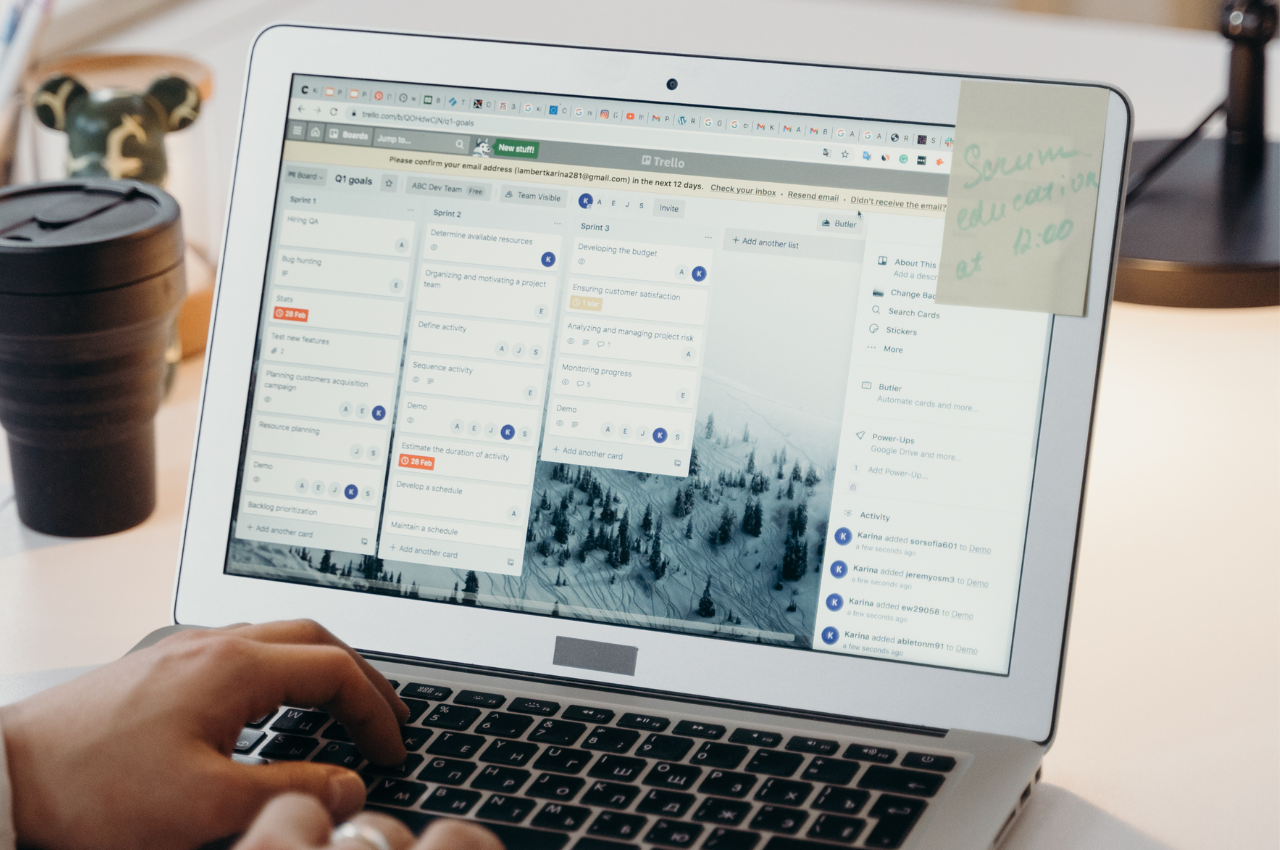 trello.com/b/QOHdwCjN/q1-goals
Boards
Jump to...
New stuff!
Trello
Please confirm your email address (lambertkarina281@gmail.com) in the next 12 days. Check your inbox - Resend email - Didn't receive the email?
Board
Q1 goals
ABC Dev Team
Free
Team Visible
K A E J S
Invite
Butler
Sprint 1
Hiring QA
A
Bug hunting
E
Stats
28 Feb
Test new features
2
Planning customers acquisition
campaign
A E K
Resource planning
J S
Demo
A E J K S
Backlog prioritization
+ Add another card
Sprint 2
Determine available resources
K
Organizing and motivating a project
team
E
Define activity
A J S
Sequence activity
E
Demo
A E J K S
Estimate the duration of activity
28 Feb
Develop a schedule
A
Maintain a schedule
+ Add another card
Sprint 3
Developing the budget
A K
Ensuring customer satisfaction
Analyzing and managing project risk
1
A
Monitoring progress
5
E
Demo
A E J K S
+ Add another card
+ Add another list
About This
Add a descr
Change Bac
Search Cards
Stickers
More
Butler
Automate cards and more...
Power-Ups
Google Drive and more...
Add Power-Up...
Activity
K
Karina added sorsofia601 to Demo
a few seconds ago
K
Karina added jeremyosm3 to Demo
a few seconds ago
K
Karina added ew29056 to Demo
a few seconds ago
K
Karina added abletonm91 to Demo
a few seconds ago
Scrum
education
at 12:00